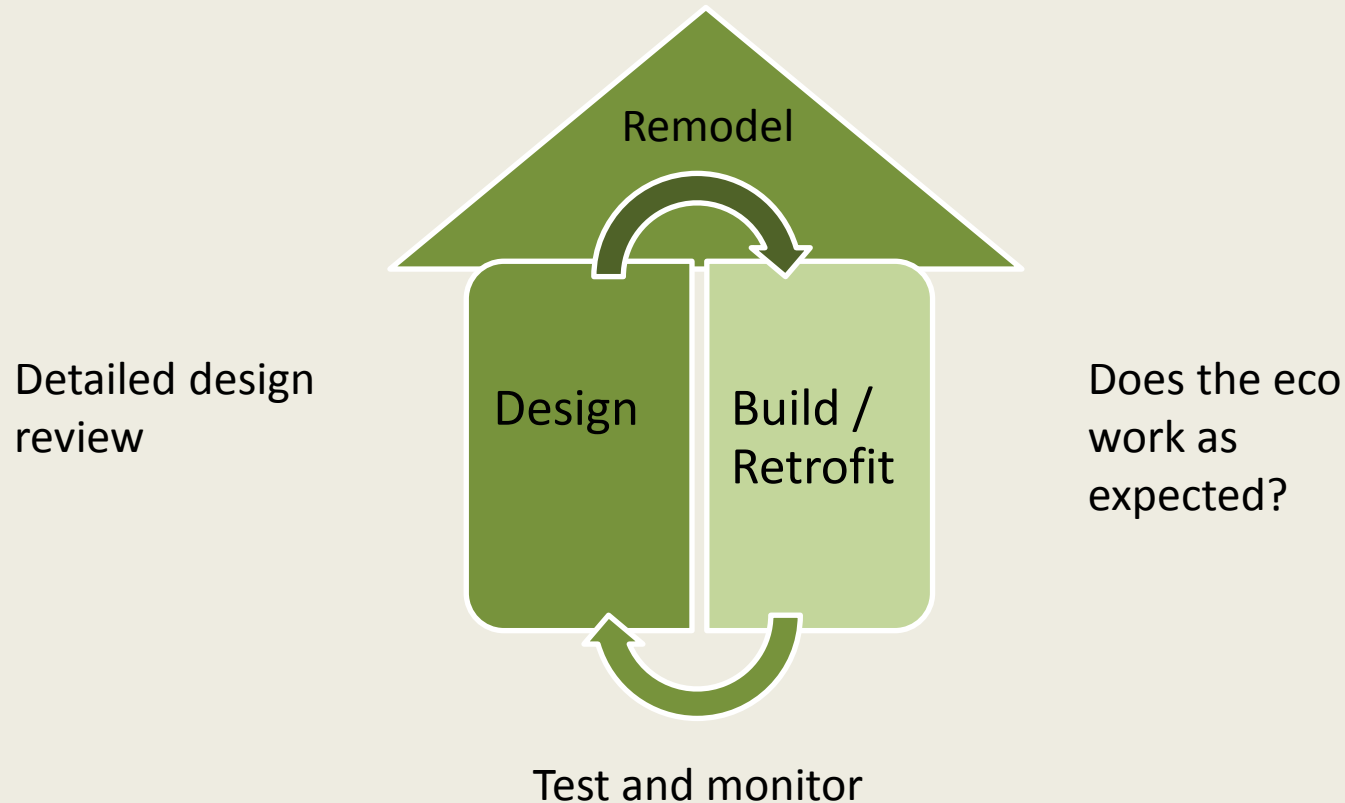 Remodel
Detailed design
review
Design
Build /
Retrofit
Does the eco
work as
expected?
Test and monitor